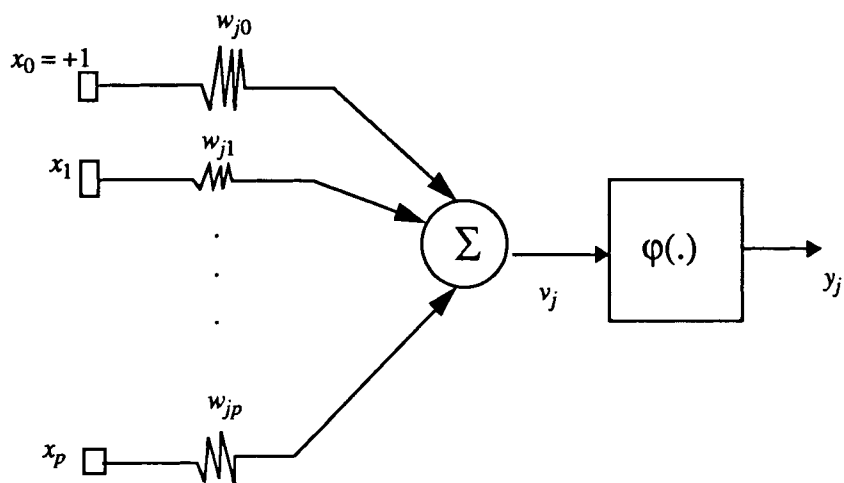 w_{j0}
x_0 = +1
w_{j1}
x_1
Σ
φ(.)
v_j
y_j
w_{jp}
x_p